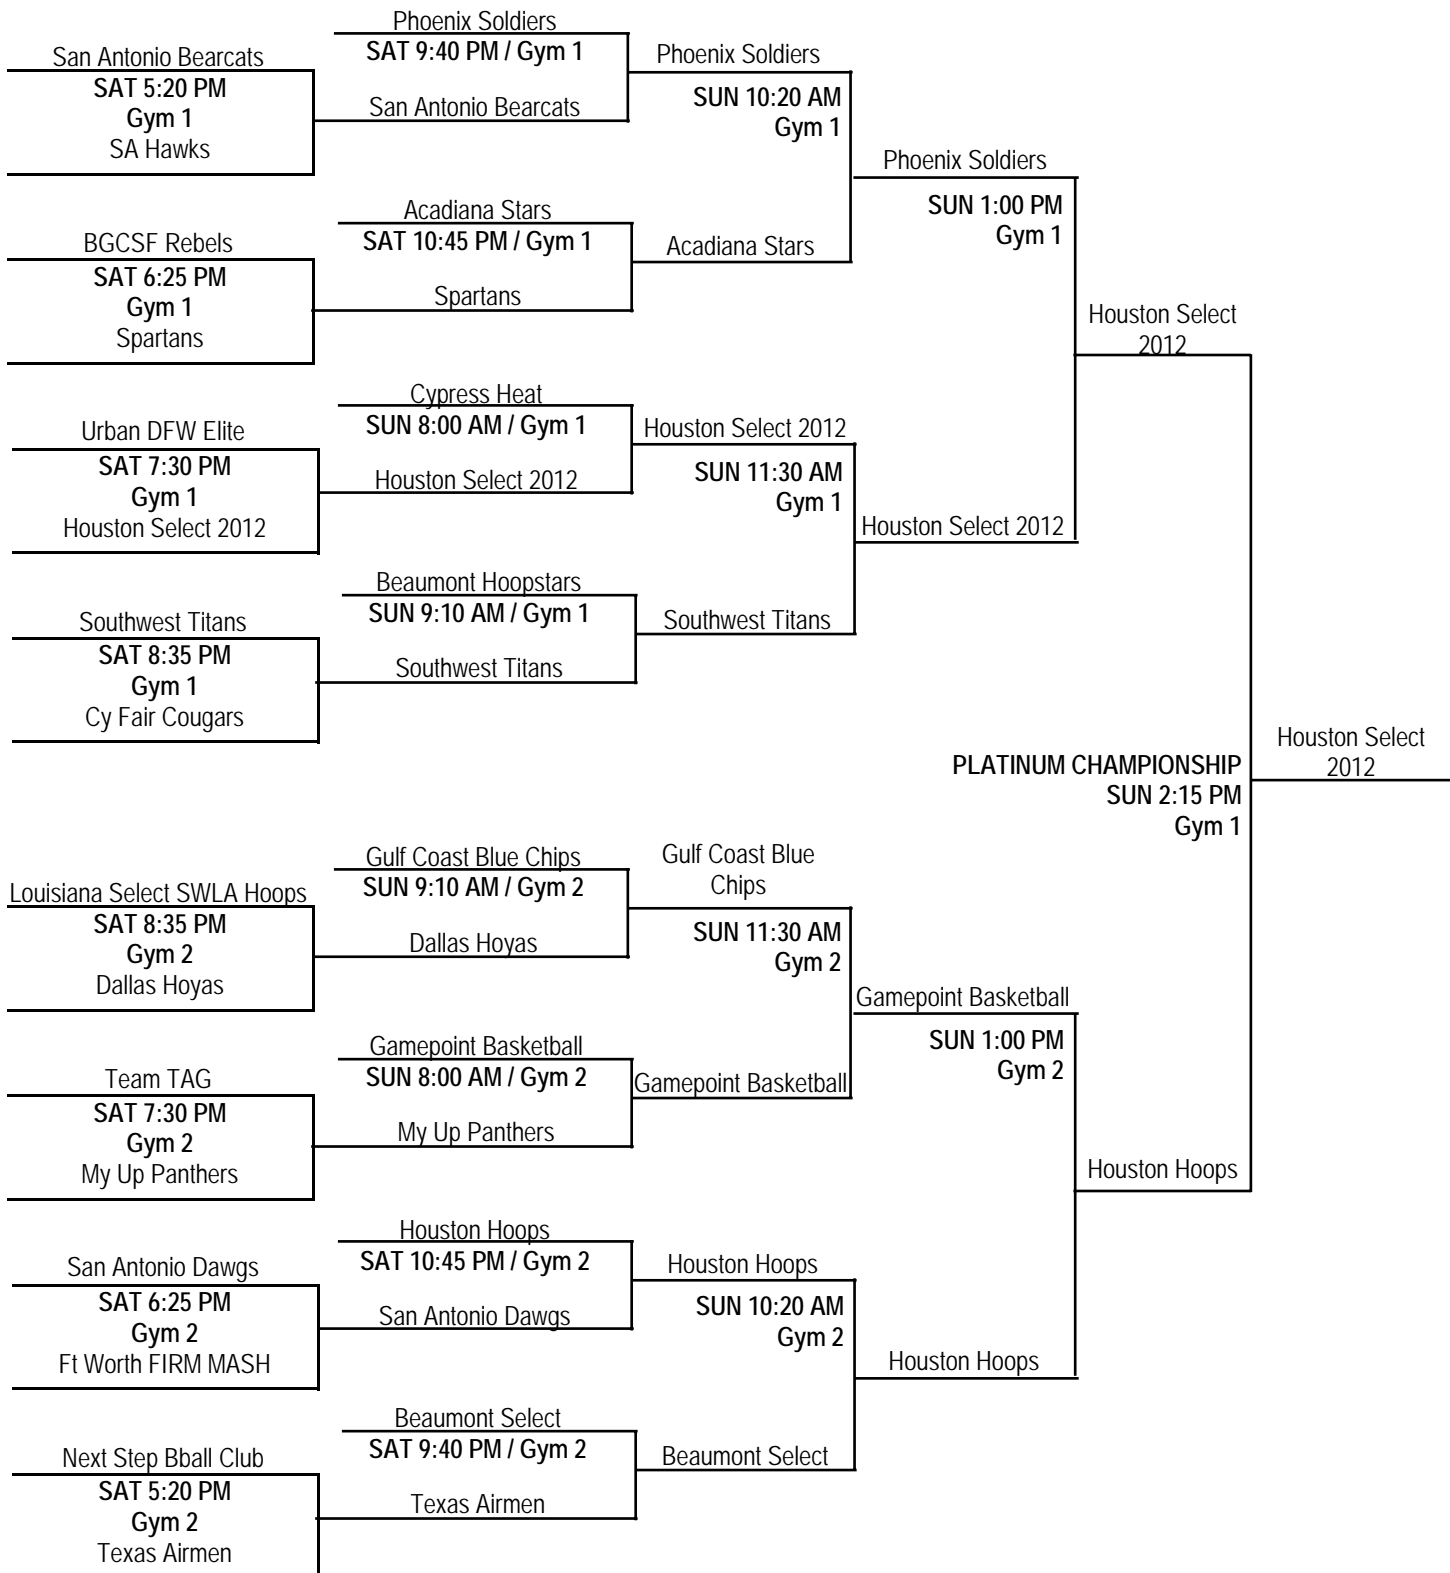 Phoenix Soldiers
San Antonio Bearcats
SAT 9:40 PM / Gym 1
Phoenix Soldiers
SAT 5:20 PM
Gym 1
SA Hawks
San Antonio Bearcats
SUN 10:20 AM
Gym 1
Phoenix Soldiers
Acadiana Stars
SUN 1:00 PM
Gym 1
BGCSF Rebels
SAT 10:45 PM / Gym 1
Acadiana Stars
SAT 6:25 PM
Gym 1
Spartans
Spartans
Houston Select
2012
Cypress Heat
Urban DFW Elite
SUN 8:00 AM / Gym 1
Houston Select 2012
SAT 7:30 PM
Gym 1
Houston Select 2012
Houston Select 2012
SUN 11:30 AM
Gym 1
Houston Select 2012
Beaumont Hoopstars
Southwest Titans
SUN 9:10 AM / Gym 1
Southwest Titans
SAT 8:35 PM
Gym 1
Cy Fair Cougars
Southwest Titans
PLATINUM CHAMPIONSHIP
SUN 2:15 PM
Gym 1
Houston Select
2012
Gulf Coast Blue Chips
Gulf Coast Blue
Chips
Louisiana Select SWLA Hoops
SUN 9:10 AM / Gym 2
SAT 8:35 PM
Gym 2
Dallas Hoyas
Dallas Hoyas
SUN 11:30 AM
Gym 2
Gamepoint Basketball
Gamepoint Basketball
SUN 1:00 PM
Gym 2
Team TAG
SUN 8:00 AM / Gym 2
Gamepoint Basketball
SAT 7:30 PM
Gym 2
My Up Panthers
My Up Panthers
Houston Hoops
Houston Hoops
San Antonio Dawgs
SAT 10:45 PM / Gym 2
Houston Hoops
SAT 6:25 PM
Gym 2
Ft Worth FIRM MASH
San Antonio Dawgs
SUN 10:20 AM
Gym 2
Houston Hoops
Beaumont Select
Next Step Bball Club
SAT 9:40 PM / Gym 2
Beaumont Select
SAT 5:20 PM
Gym 2
Texas Airmen
Texas Airmen